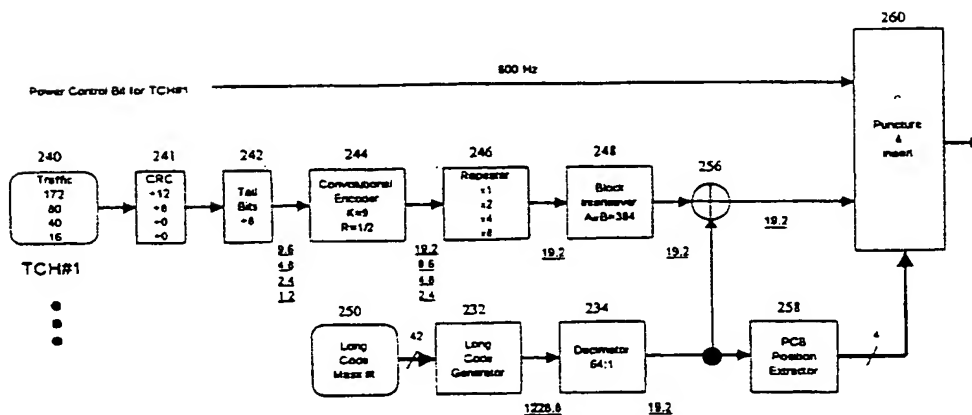 260
800 Hz
Power Control Bit for TCH#1
Puncture
&
Insert
240
241
242
244
246
248
256
Traffic
172
80
40
16
CRC
+12
+8
+0
+0
Tail
Bits
+8
Convolutional
Encoder
K=9
R=1/2
Repeater
x1
x2
x4
x8
Block
Interleaver
AxB=384
19.2
TCH#1
9.6
4.8
2.4
1.2
19.2
9.6
4.8
2.4
19.2
19.2
250
232
234
258
42
4
Long
Code
Long
Code
Generator
Decimator
64:1
PCB
Position
Extractor
1228.8
19.2